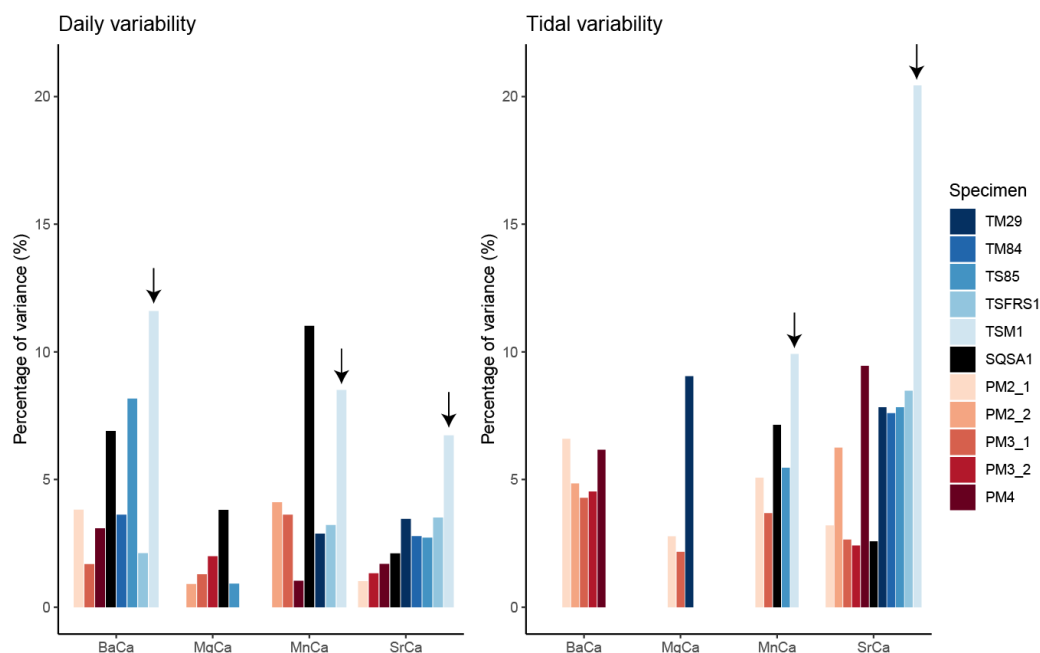 Daily variability
Tidal variability
Percentage of variance (%)
20
15
10
5
0
BaCa
MgCa
MnCa
SrCa
Percentage of variance (%)
20
15
10
5
0
BaCa
MgCa
MnCa
SrCa
Specimen
TM29
TM84
TS85
TSFRS1
TSM1
SQSA1
PM2_1
PM2_2
PM3_1
PM3_2
PM4